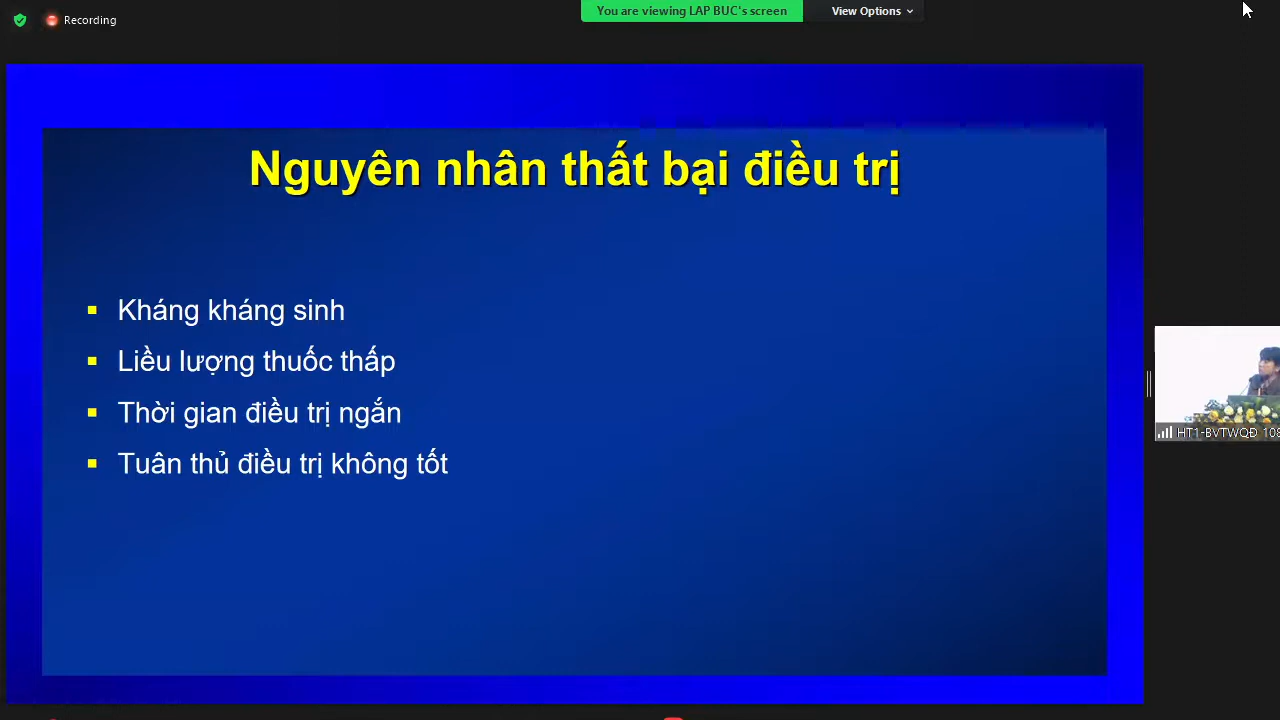 Recording
You are viewing LAP BUC's screen
View Options
Nguyên nhân thất bại điều trị
Kháng kháng sinh
Liều lượng thuốc thấp
Thời gian điều trị ngắn
Tuân thủ điều trị không tốt
HT1-BVTWQĐ 108